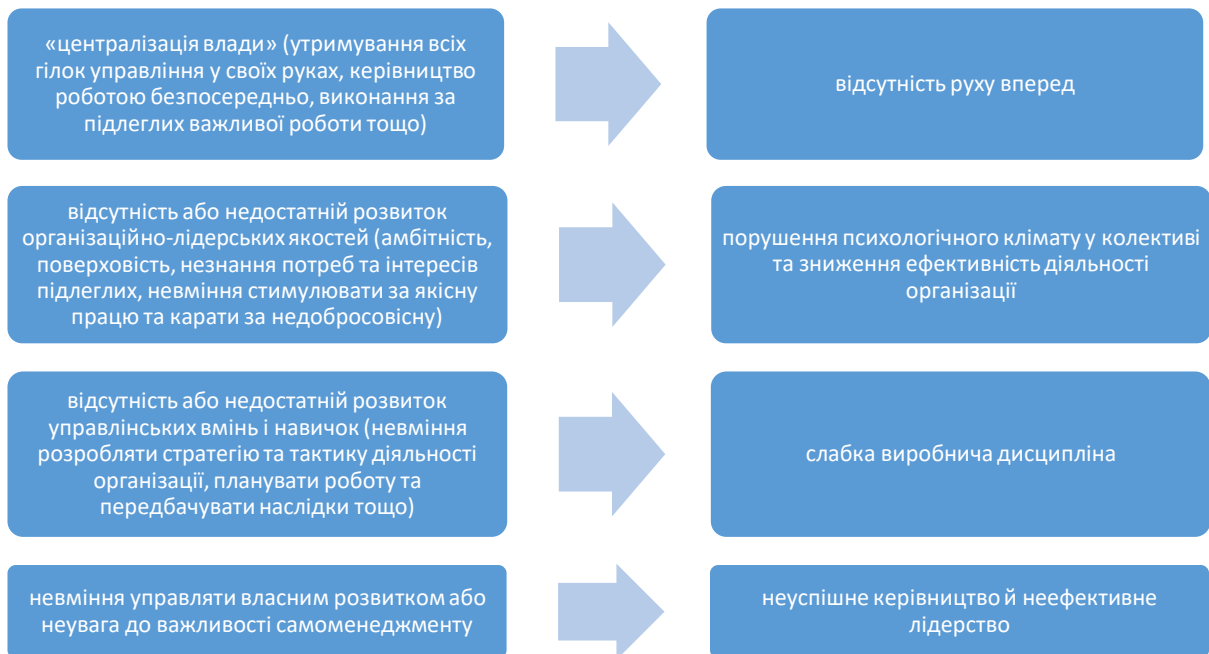 «централізація влади» (утримування всіх
гілок управління у своїх руках, керівництво
роботою безпосередньо, виконання за
підлеглих важливої роботи тощо)
відсутність руху вперед
відсутність або недостатній розвиток
організаційно-лідерських якостей (амбітність,
поверховість, незнання потреб та інтересів
підлеглих, невміння стимулювати за якісну
працю та карати за недобросовісну)
порушення психологічного клімату у колективі
та зниження ефективність діяльності
організації
відсутність або недостатній розвиток
управлінських вмінь і навичок (невміння
розробляти стратегію та тактику діяльності
організації, планувати роботу та
передбачувати наслідки тощо)
слабка виробнича дисципліна
невміння управляти власним розвитком або
неувага до важливості самоменеджменту
неуспішне керівництво й неефективне
лідерство